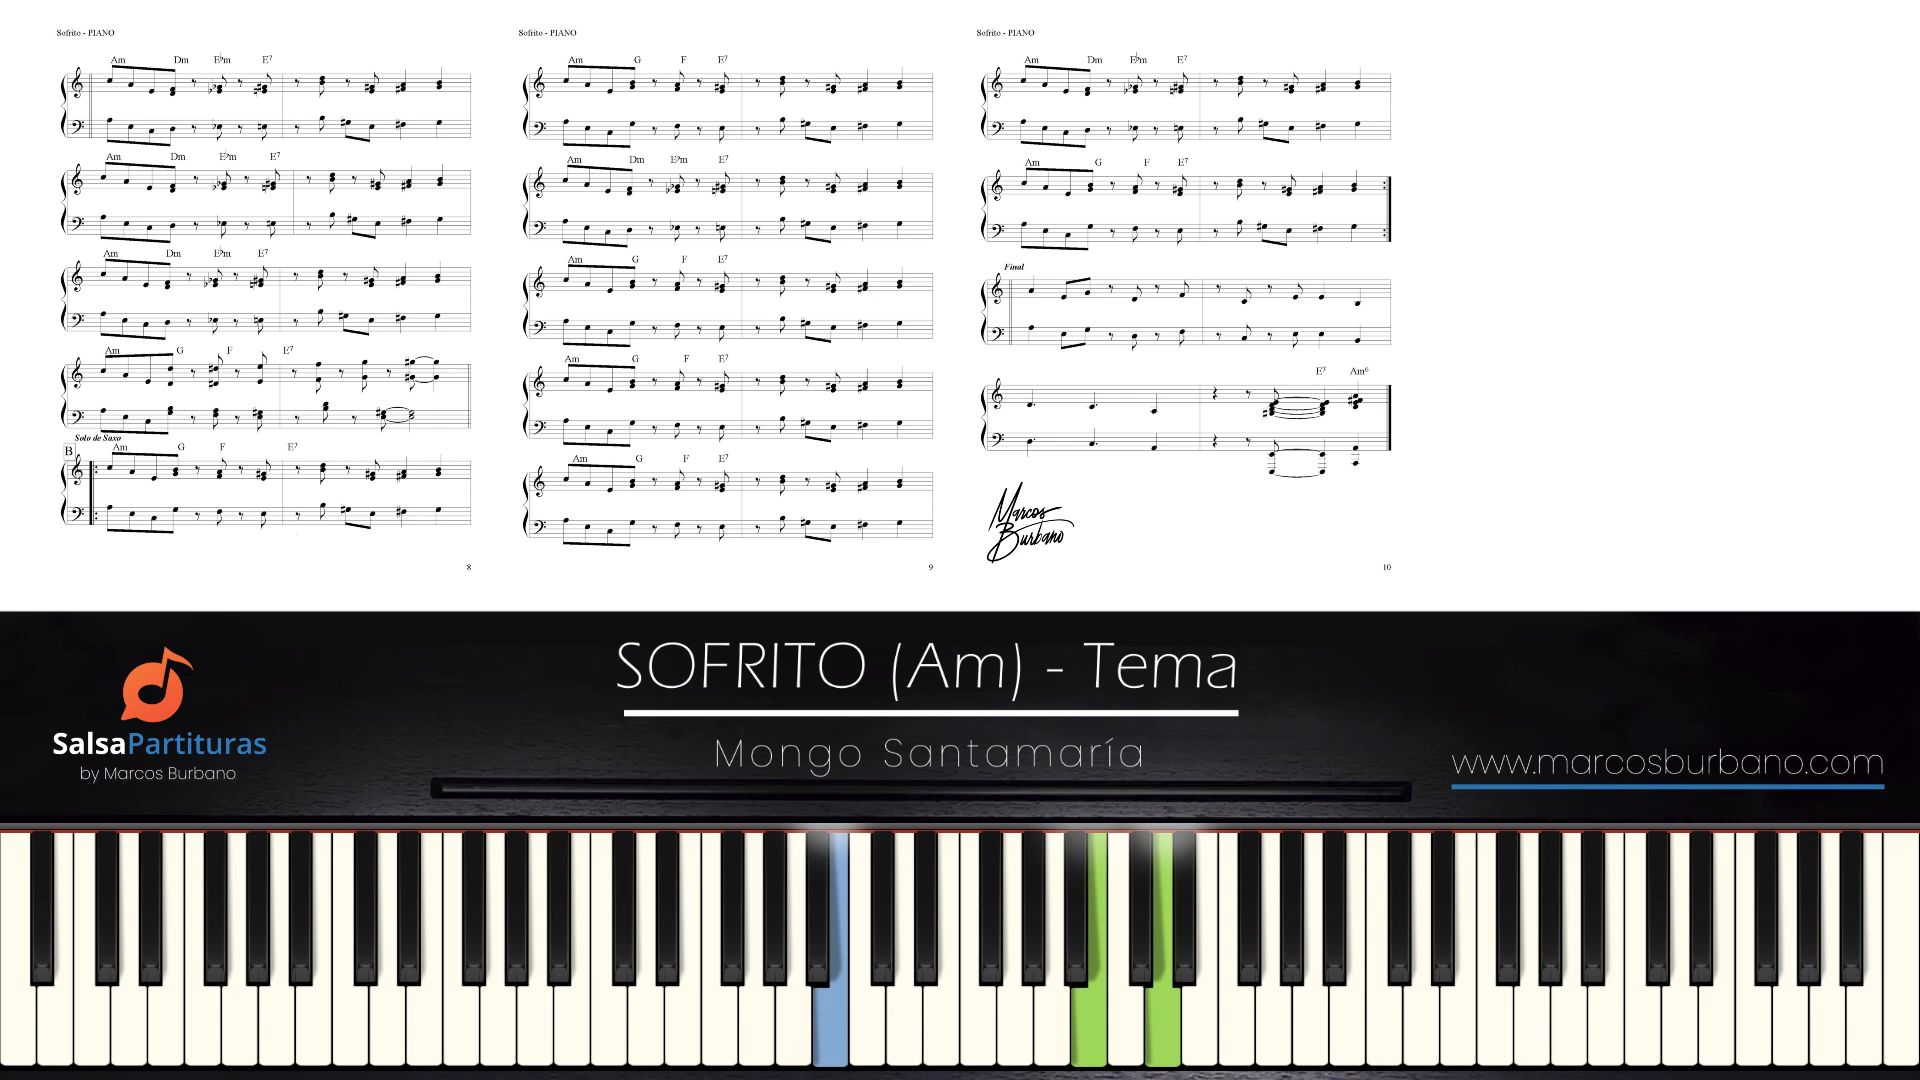 Sofrito - PIANO
Am Dm E♭m E7
Am Dm E♭m E7
Am Dm E♭m E7
Am G F E7
Solo de Saxo
B
Am G F E7
8
Sofrito - PIANO
Am G F E7
Am Dm E♭m E7
Am G F E7
Am G F E7
Am G F E7
9
Sofrito - PIANO
Am Dm E♭m E7
Am G F E7
Final
E7 Am6
Marcos
Burbano
10
SOFRITO (Am) - Tema
Mongo Santamaría
SalsaPartituras
by Marcos Burbano
www.marcosburbano.com